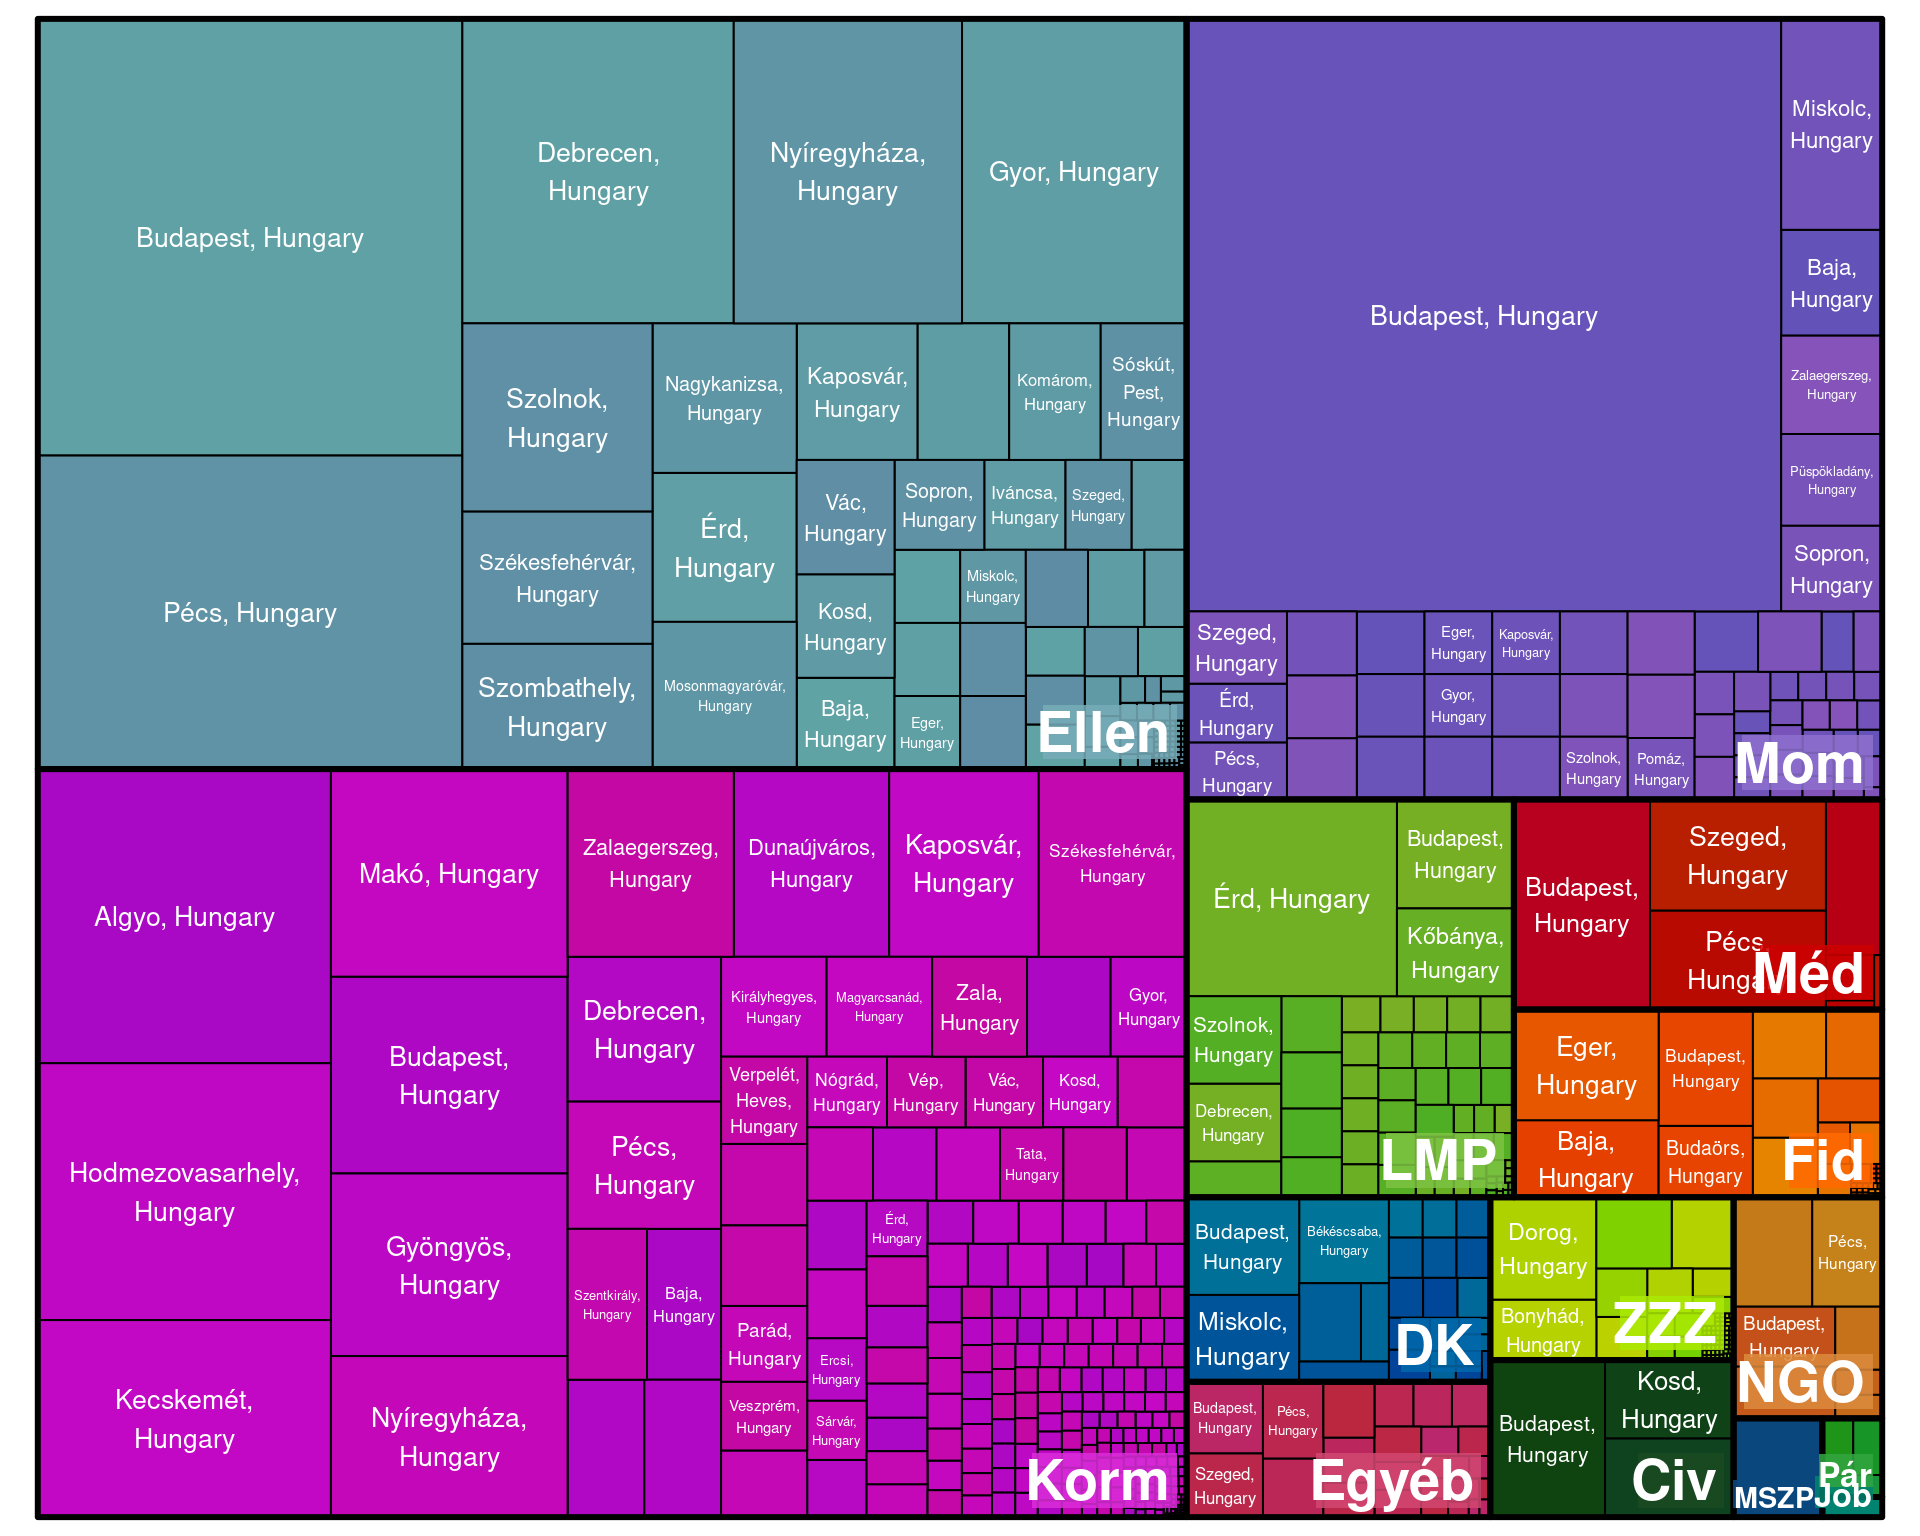 Budapest, Hungary
Debrecen,
Hungary
Nyíregyháza,
Hungary
Gyor, Hungary
Pécs, Hungary
Szolnok,
Hungary
Székesfehérvár,
Hungary
Szombathely,
Hungary
Nagykanizsa,
Hungary
Érd,
Hungary
Mosonmagyaróvár,
Hungary
Kaposvár,
Hungary
Komárom,
Hungary
Sóskút,
Pest,
Hungary
Vác,
Hungary
Sopron,
Hungary
Iváncsa,
Hungary
Szeged,
Hungary
Miskolc,
Hungary
Kosd,
Hungary
Baja,
Hungary
Eger,
Hungary
Ellen
Budapest, Hungary
Miskolc,
Hungary
Baja,
Hungary
Zalaegerszeg,
Hungary
Püspökladány,
Hungary
Sopron,
Hungary
Szeged,
Hungary
Érd,
Hungary
Pécs,
Hungary
Eger,
Hungary
Kaposvár,
Hungary
Gyor,
Hungary
Szolnok,
Hungary
Pomáz,
Hungary
Mom
Algyo, Hungary
Hodmezovasarhely,
Hungary
Kecskemét,
Hungary
Makó, Hungary
Budapest,
Hungary
Gyöngyös,
Hungary
Nyíregyháza,
Hungary
Zalaegerszeg,
Hungary
Dunaújváros,
Hungary
Kaposvár,
Hungary
Székesfehérvár,
Hungary
Debrecen,
Hungary
Pécs,
Hungary
Szentkirály,
Hungary
Baja,
Hungary
Királyhegyes,
Hungary
Magyarcsanád,
Hungary
Zala,
Hungary
Gyor,
Hungary
Verpelét,
Heves,
Hungary
Nógrád,
Hungary
Vép,
Hungary
Vác,
Hungary
Kosd,
Hungary
Tata,
Hungary
Érd,
Hungary
Parád,
Hungary
Ercsi,
Hungary
Veszprém,
Hungary
Sárvár,
Hungary
Korm
Érd, Hungary
Budapest,
Hungary
Kőbánya,
Hungary
Szolnok,
Hungary
Debrecen,
Hungary
LMP
Budapest,
Hungary
Szeged,
Hungary
Pécs,
Hungary
Méd
Eger,
Hungary
Baja,
Hungary
Budapest,
Hungary
Budaörs,
Hungary
Fid
Budapest,
Hungary
Békéscsaba,
Hungary
Miskolc,
Hungary
DK
Dorog,
Hungary
Bonyhád,
Hungary
ZZZ
Pécs,
Hungary
Budapest,
Hungary
NGO
Budapest,
Hungary
Pécs,
Hungary
Szeged,
Hungary
Egyéb
Budapest,
Hungary
Kosd,
Hungary
Civ
MSZP
Pár
Job